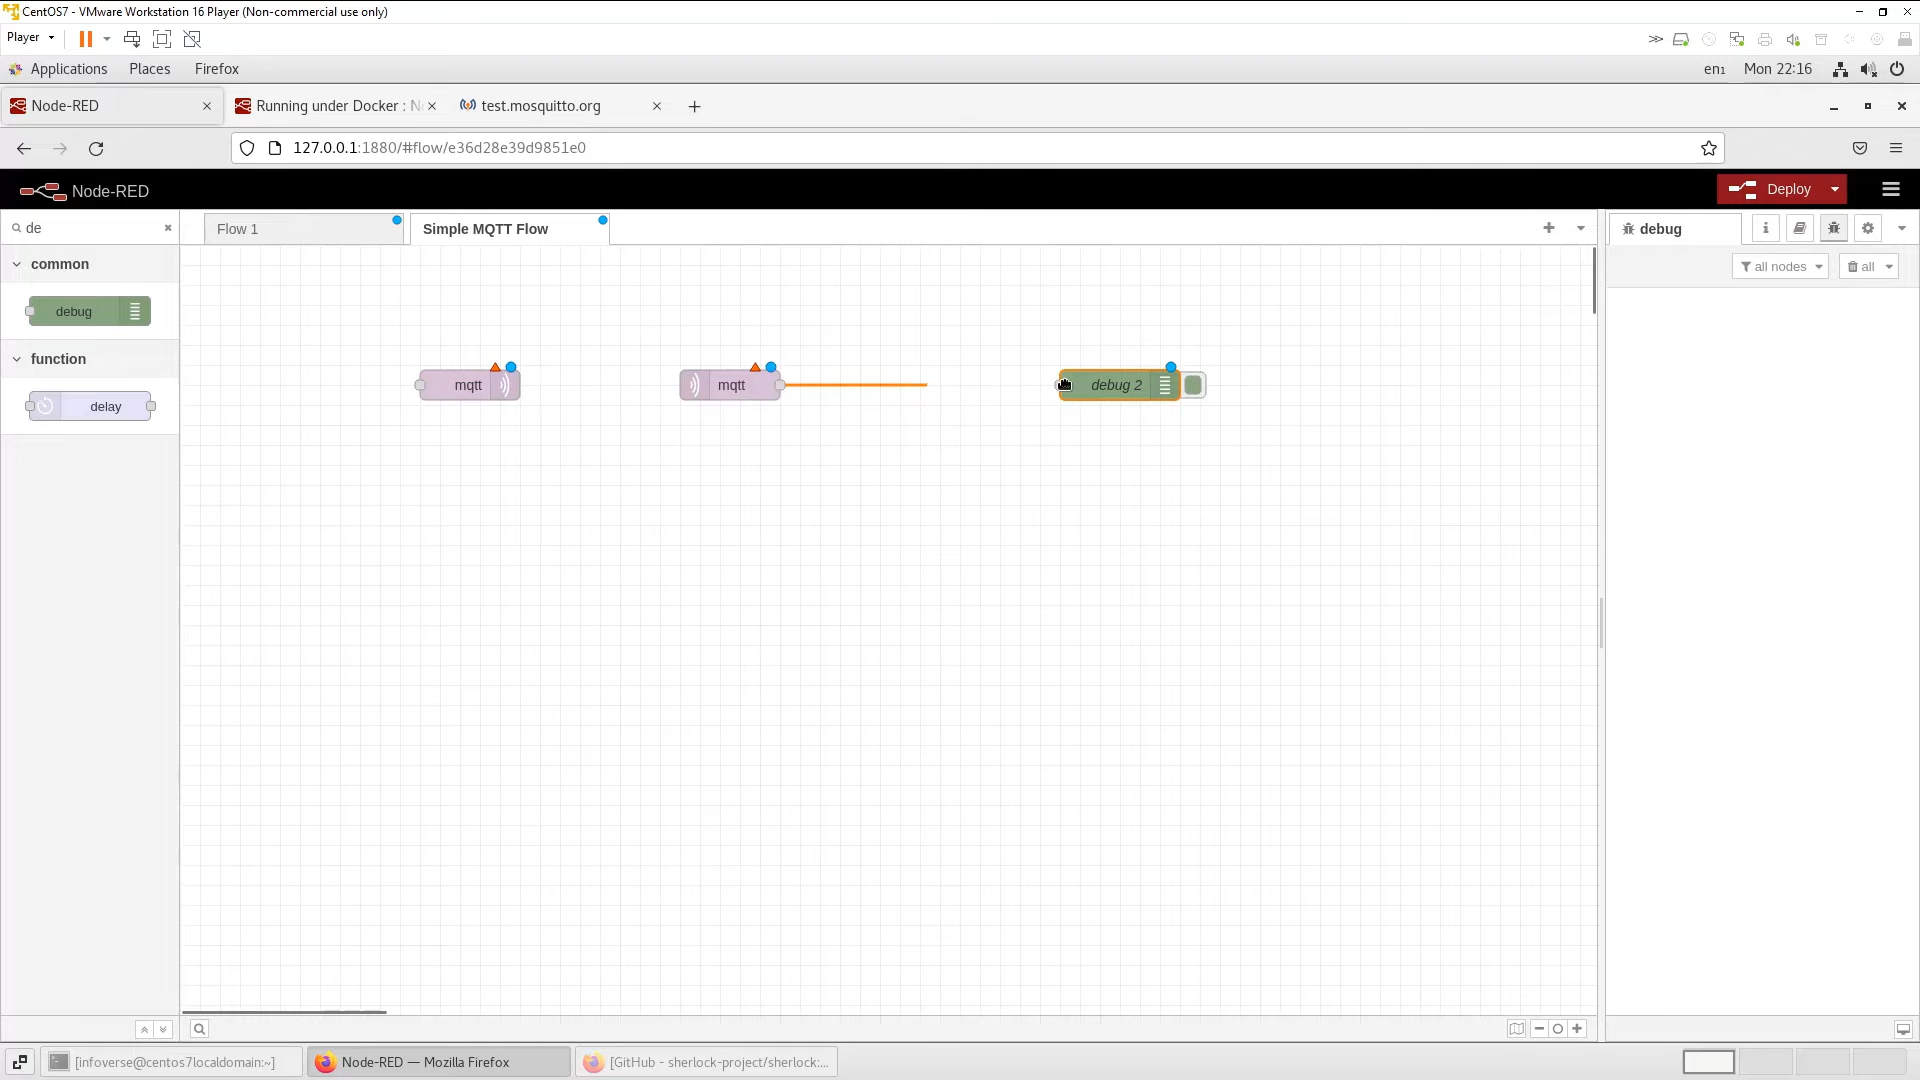 CentOS7 - VMware Workstation 16 Player (Non-commercial use only)
Player
Applications Places Firefox
en1 Mon 22:16
Node-RED
Running under Docker : N
test.mosquitto.org
127.0.0.1:1880/#flow/e36d28e39d9851e0
Node-RED
Deploy
de
Flow 1
Simple MQTT Flow
debug
common
all nodes
all
debug
function
delay
mqtt
mqtt
debug 2
[infoverse@centos7localdomain:~]
Node-RED — Mozilla Firefox
[GitHub - sherlock-project/sherlock:...